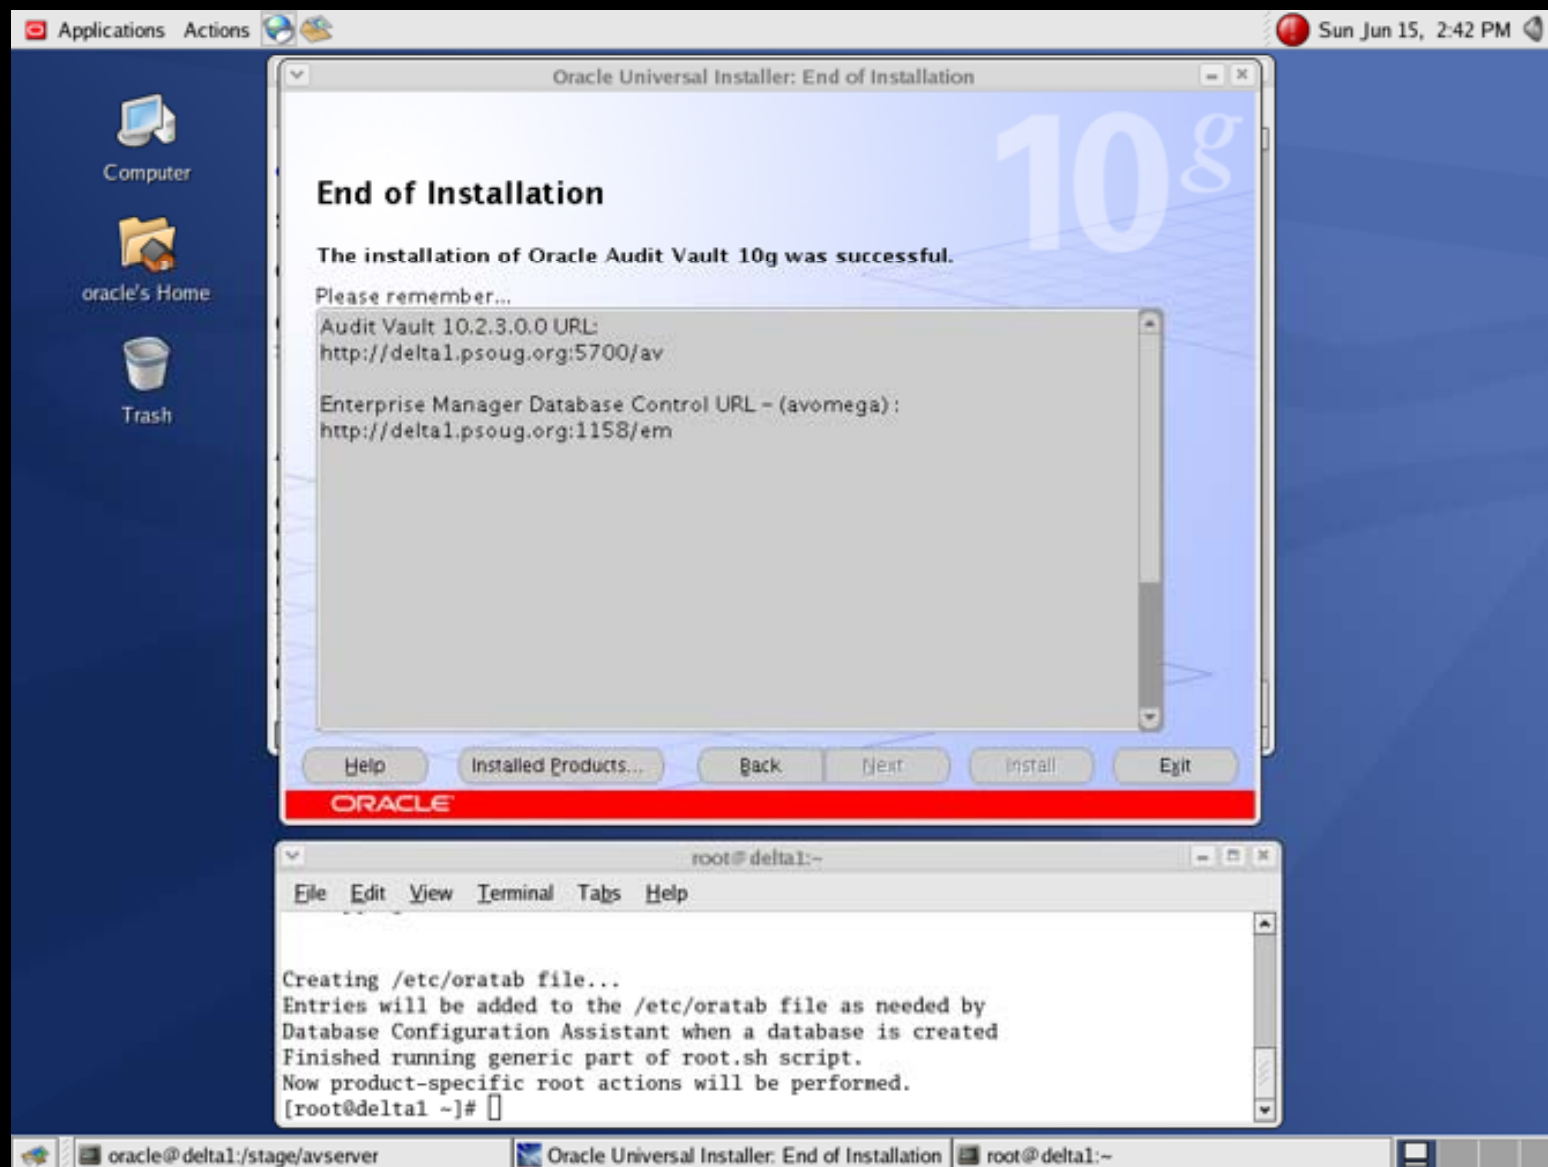 Applications Actions
Sun Jun 15, 2:42 PM
Computer
oracle's Home
Trash
Oracle Universal Installer: End of Installation
10g
End of Installation
The installation of Oracle Audit Vault 10g was successful.
Please remember...
Audit Vault 10.2.3.0.0 URL:
http://delta1.psoug.org:5700/av
Enterprise Manager Database Control URL - (avomega) :
http://delta1.psoug.org:1158/em
Help Installed Products... Back Next Install Exit
ORACLE
root@delta1:~
File Edit View Terminal Tabs Help
Creating /etc/oratab file...
Entries will be added to the /etc/oratab file as needed by
Database Configuration Assistant when a database is created
Finished running generic part of root.sh script.
Now product-specific root actions will be performed.
[root@delta1 ~]#
oracle@delta1:/stage/avserver Oracle Universal Installer: End of Installation root@delta1:~